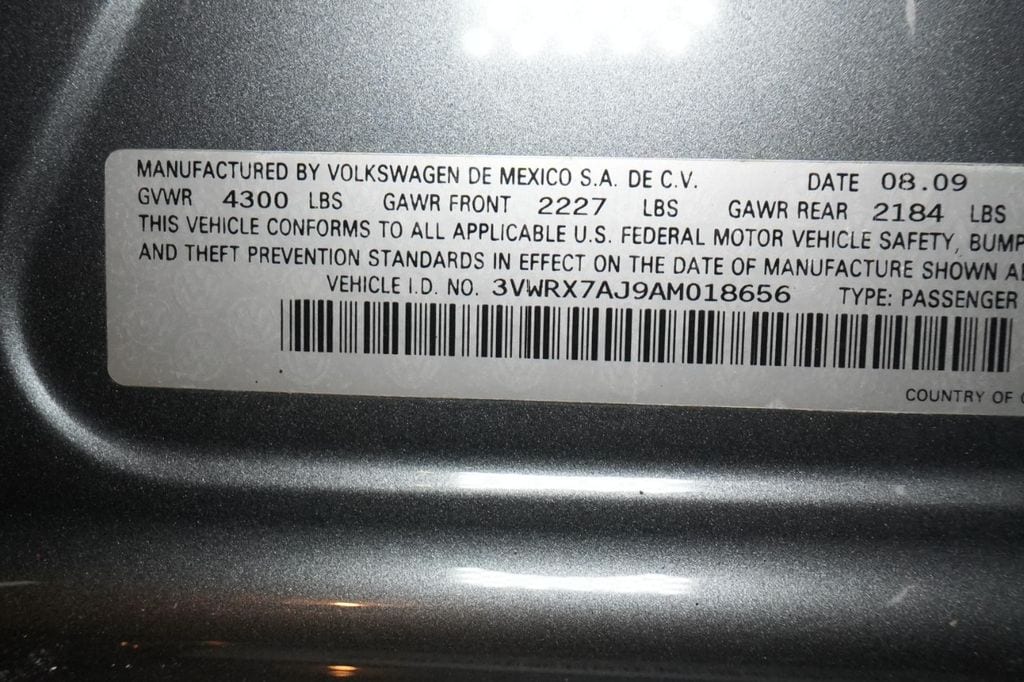 MANUFACTURED BY VOLKSWAGEN DE MEXICO S.A. DE C.V. DATE 08.09
GVWR 4300 LBS GAWR FRONT 2227 LBS GAWR REAR 2184 LBS
THIS VEHICLE CONFORMS TO ALL APPLICABLE U.S. FEDERAL MOTOR VEHICLE SAFETY, BUMP
AND THEFT PREVENTION STANDARDS IN EFFECT ON THE DATE OF MANUFACTURE SHOWN
VEHICLE I.D. NO. 3VWRX7AJ9AM018656 TYPE: PASSENGER
COUNTRY OF